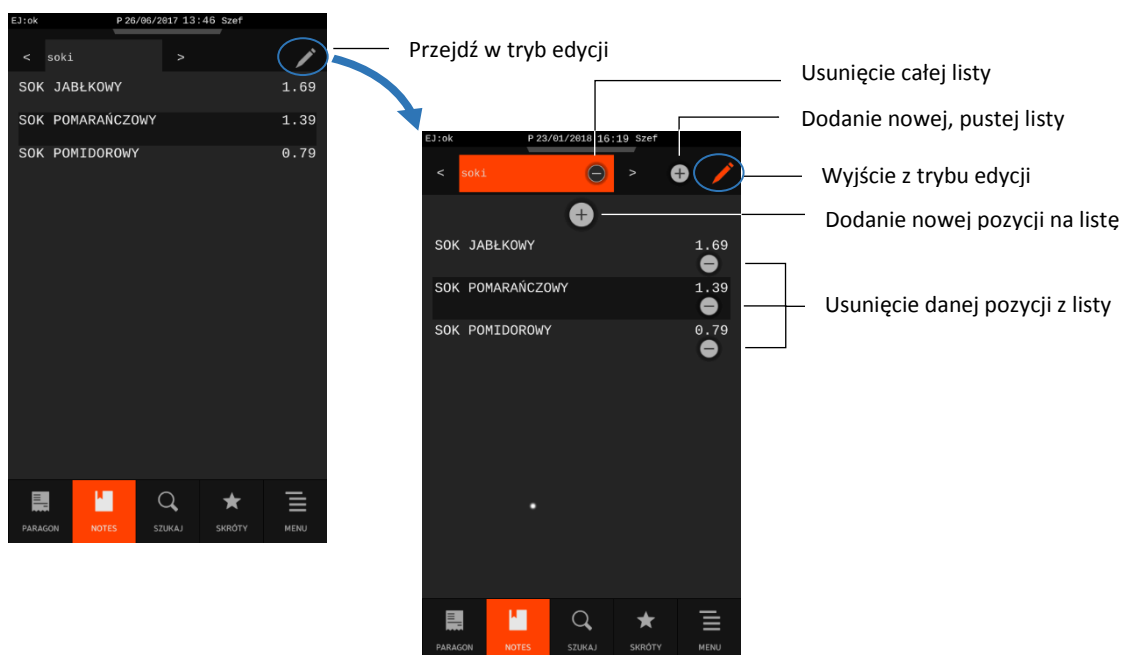 EJ:ok P 26/06/2017 13:46 Szef
< soki >
SOK JABŁKOWY 1.69
SOK POMARAŃCZOWY 1.39
SOK POMIDOROWY 0.79
PARAGON NOTES SZUKAJ SKRÓTY MENU
Przejdź w tryb edycji
Usunięcie całej listy
Dodanie nowej, pustej listy
Wyjście z trybu edycji
Dodanie nowej pozycji na listę
Usunięcie danej pozycji z listy
EJ:ok P 23/01/2018 16:19 Szef
< soki >
SOK JABŁKOWY 1.69
SOK POMARAŃCZOWY 1.39
SOK POMIDOROWY 0.79
PARAGON NOTES SZUKAJ SKRÓTY MENU